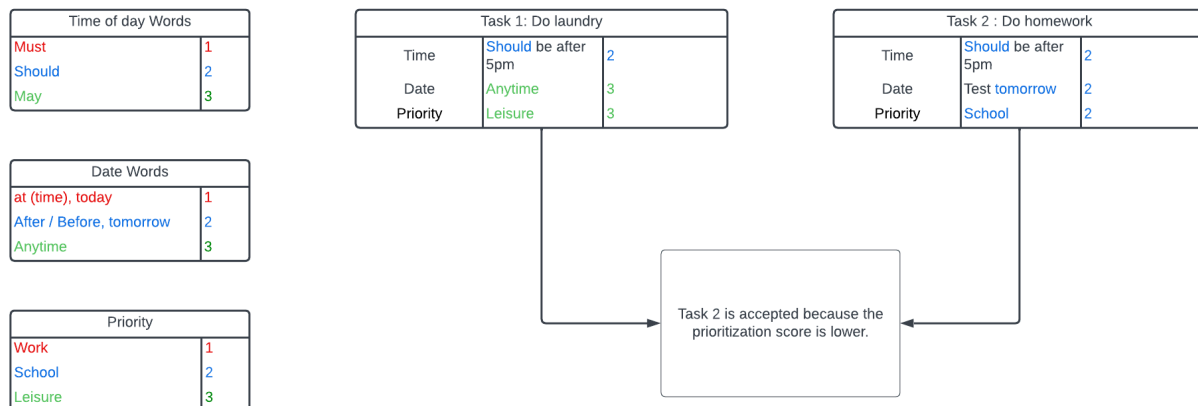 Time of day Words
Must 1
Should 2
May 3
Date Words
at (time), today 1
After / Before, tomorrow 2
Anytime 3
Priority
Work 1
School 2
Leisure 3
Task 1: Do laundry
Time Should be after 2
5pm
Date Anytime 3
Priority Leisure 3
Task 2 : Do homework
Time Should be after 2
5pm
Date Test tomorrow 2
Priority School 2
Task 2 is accepted because the
prioritization score is lower.